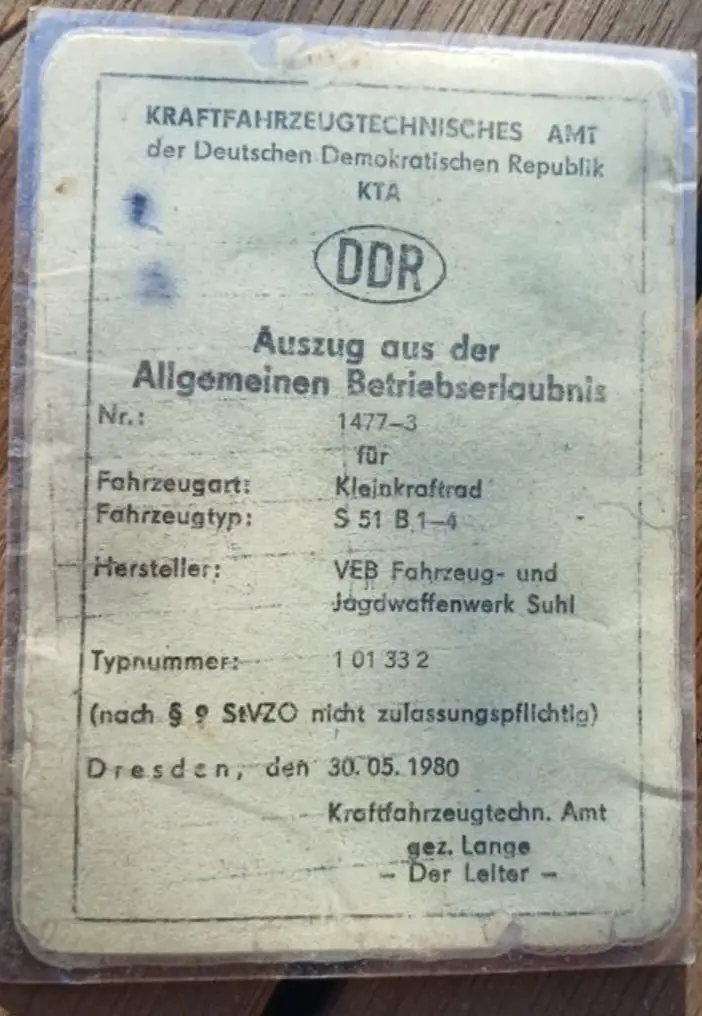 KRAFTFAHRZEUGTECHNISCHES AMT
der Deutschen Demokratischen Republik
KTA
DDR
Auszug aus der
Allgemeinen Betriebserlaubnis
Nr.: 1477-3
für
Fahrzeugart: Kleinkraftrad
Fahrzeugtyp: S 51 B 1-4
Hersteller: VEB Fahrzeug- und
Jagdwaffenwerk Suhl
Typnummer: 1 01 33 2
(nach § 9 StVZO nicht zulassungspflichtig)
Dresden, den 30.05.1980
Kraftfahrzeugtechn. Amt
gez. Lange
- Der Leiter -